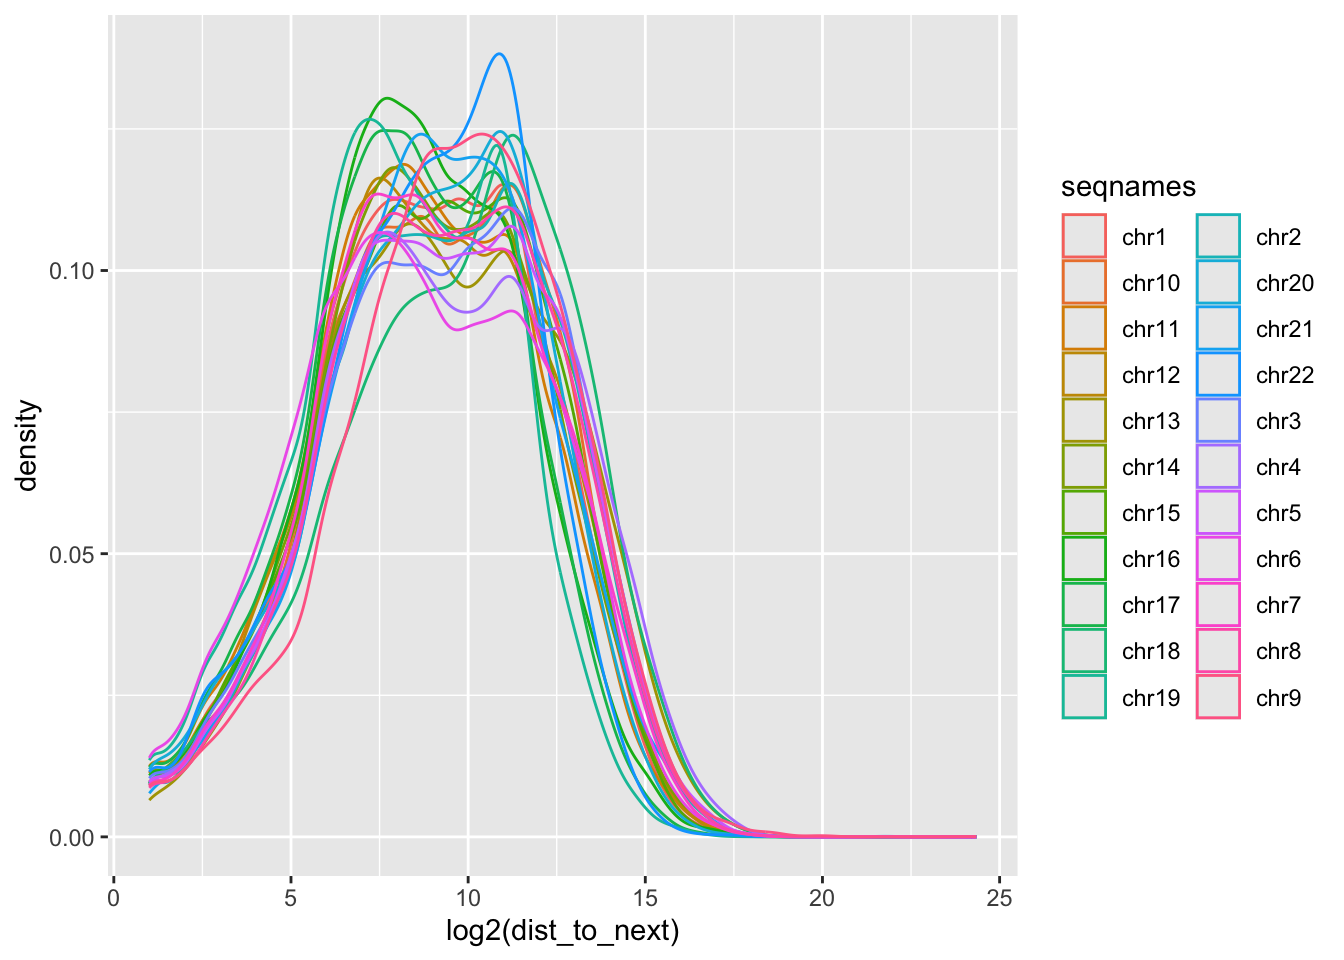 density
0.10
0.05
0.00
0
5
10
15
20
25
log2(dist_to_next)
seqnames
chr1
chr10
chr11
chr12
chr13
chr14
chr15
chr16
chr17
chr18
chr19
chr2
chr20
chr21
chr22
chr3
chr4
chr5
chr6
chr7
chr8
chr9